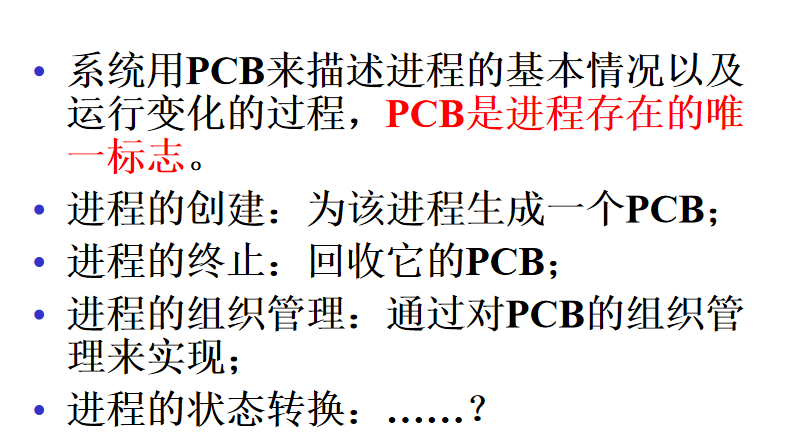 • 系统用PCB来描述进程的基本情况以及
运行变化的过程，PCB是进程存在的唯
一标志。
• 进程的创建：为该进程生成一个PCB；
• 进程的终止：回收它的PCB；
• 进程的组织管理：通过对PCB的组织管
理来实现；
• 进程的状态转换：……？